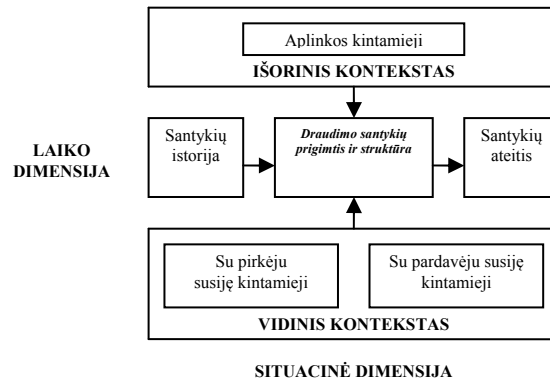 Aplinkos kintamieji
IŠORINIS KONTEKSTAS
LAIKO
DIMENSIJA
Santykių
istorija
Draudimo santykių
prigimtis ir struktūra
Santykių
ateitis
Su pirkėju
susiję kintamieji
Su pardavėju susiję
kintamieji
VIDINIS KONTEKSTAS
SITUACINĖ DIMENSIJA